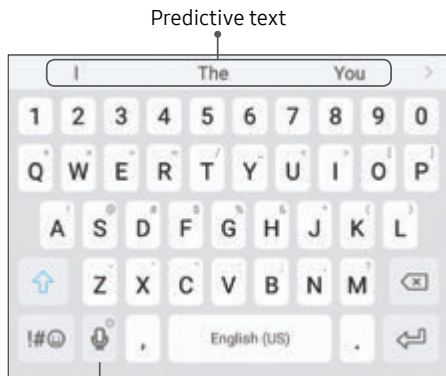 Predictive text
I The You
1 2 3 4 5 6 7 8 9 0
Q W E R T Y U I O P
A S D F G H J K L
Z X C V B N M
!#☺ , English (US) .